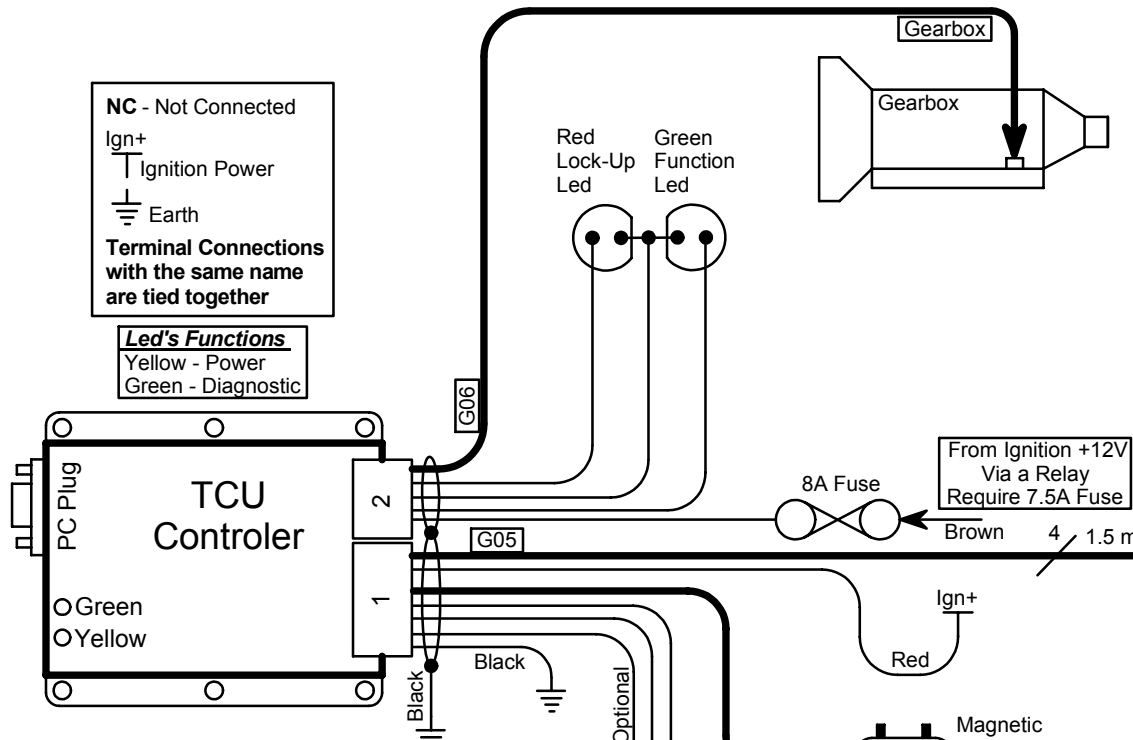 Gearbox
NC - Not Connected
Ign+
Ignition Power
Earth
Terminal Connections
with the same name
are tied together
Red
Lock-Up
Led
Green
Function
Led
Gearbox
Led's Functions
Yellow - Power
Green - Diagnostic
G06
PC Plug
TCU
Controler
2
1
Green
Yellow
8A Fuse
From Ignition +12V
Via a Relay
Require 7.5A Fuse
Brown
G05
4
1.5 m
Ign+
Red
Black
Black
Optional
Magnetic